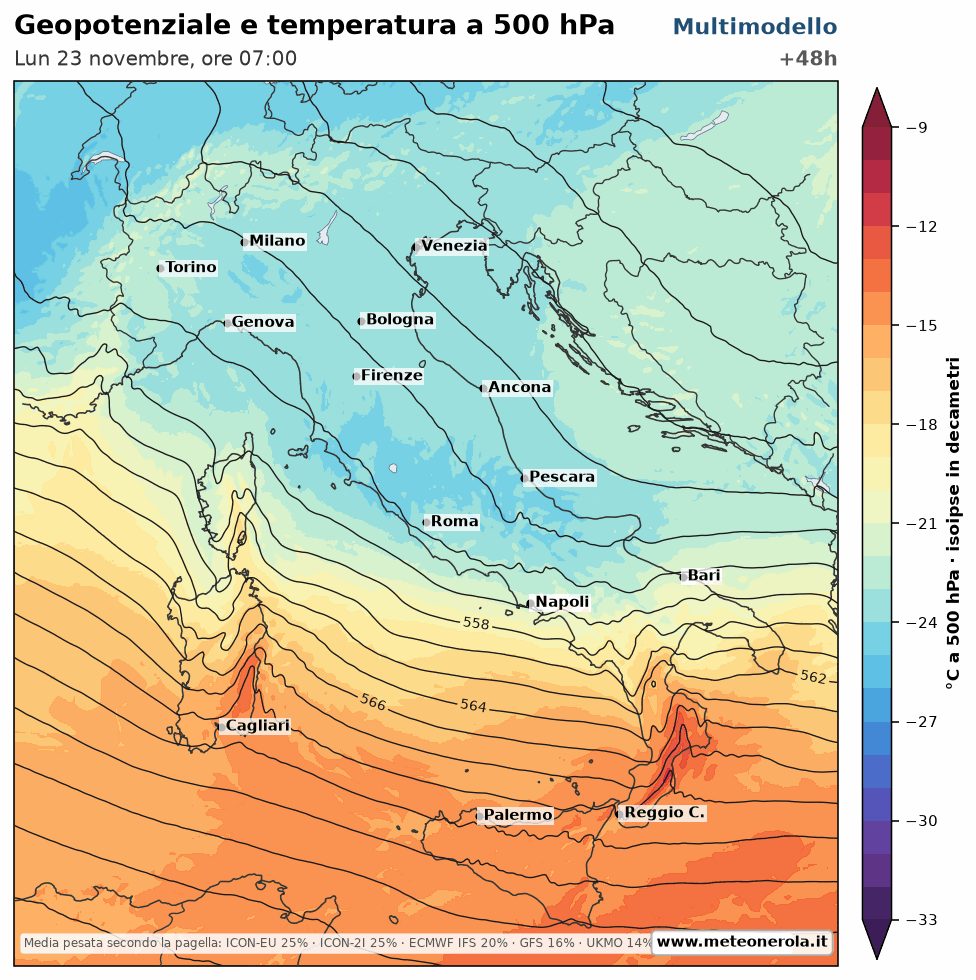 Geopotenziale e temperatura a 500 hPa
Multimodello
Lun 23 novembre, ore 07:00
+48h
Milano
Torino
Venezia
Genova
Bologna
Firenze
Ancona
Pescara
Roma
Bari
Napoli
558
562
566
564
Cagliari
Palermo
Reggio C.
−9
−12
−15
−18
−21
−24
−27
−30
−33
°C a 500 hPa · isoipse in decametri
Media pesata secondo la pagella: ICON-EU 25% · ICON-2I 25% · ECMWF IFS 20% · GFS 16% · UKMO 14%
www.meteonerola.it